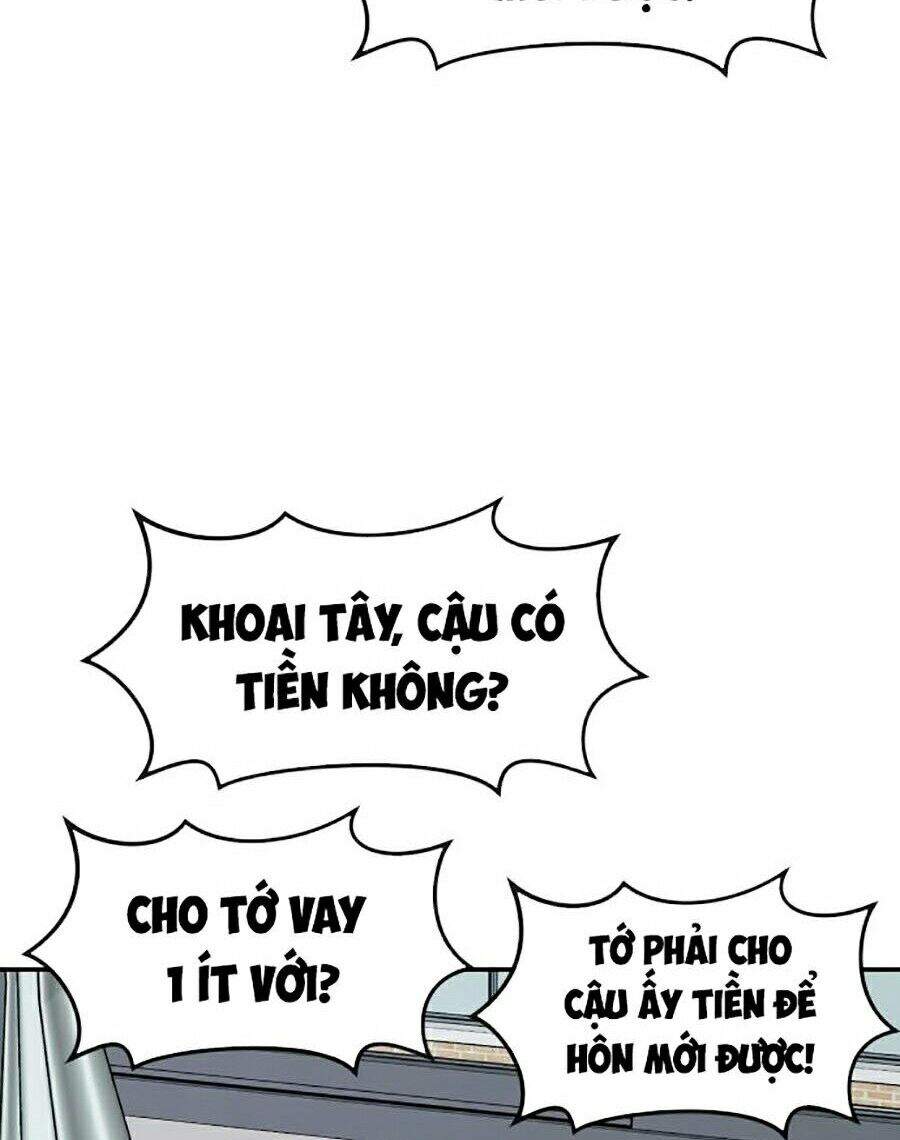 KHOAI TÂY, CẬU CÓ
TIỀN KHÔNG?
CHO TỚ VAY
1 ÍT VỚI?
TỚ PHẢI CHO
CẬU ẤY TIỀN ĐỂ
HÔN MỚI ĐƯỢC!